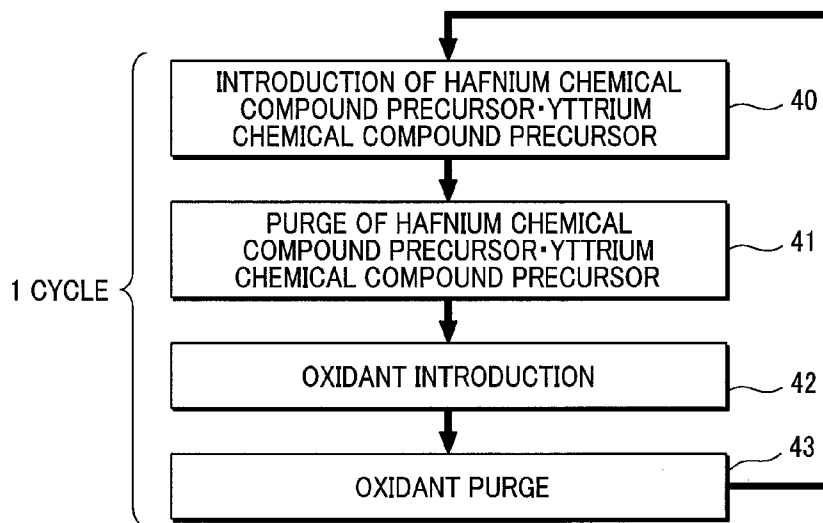 INTRODUCTION OF HAFNIUM CHEMICAL
COMPOUND PRECURSOR·YTTRIUM
CHEMICAL COMPOUND PRECURSOR
40
PURGE OF HAFNIUM CHEMICAL
COMPOUND PRECURSOR·YTTRIUM
CHEMICAL COMPOUND PRECURSOR
41
1 CYCLE
OXIDANT INTRODUCTION
42
OXIDANT PURGE
43